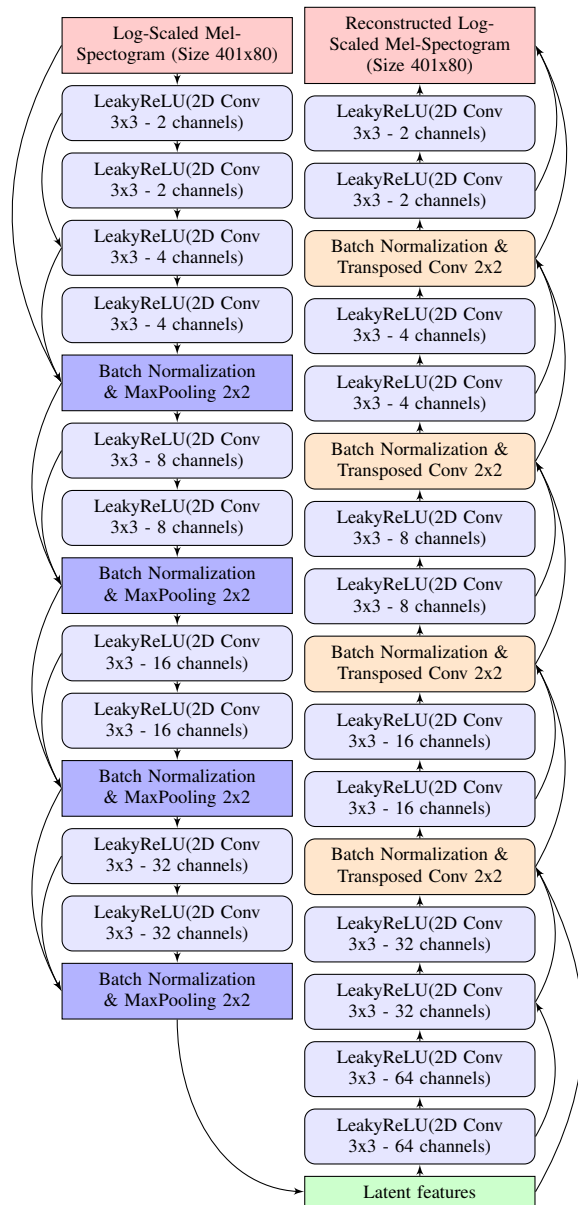 Log-Scaled Mel-
Spectogram (Size 401x80)
LeakyReLU(2D Conv
3x3 - 2 channels)
LeakyReLU(2D Conv
3x3 - 2 channels)
LeakyReLU(2D Conv
3x3 - 4 channels)
LeakyReLU(2D Conv
3x3 - 4 channels)
Batch Normalization
& MaxPooling 2x2
LeakyReLU(2D Conv
3x3 - 8 channels)
LeakyReLU(2D Conv
3x3 - 8 channels)
Batch Normalization
& MaxPooling 2x2
LeakyReLU(2D Conv
3x3 - 16 channels)
LeakyReLU(2D Conv
3x3 - 16 channels)
Batch Normalization
& MaxPooling 2x2
LeakyReLU(2D Conv
3x3 - 32 channels)
LeakyReLU(2D Conv
3x3 - 32 channels)
Batch Normalization
& MaxPooling 2x2
Reconstructed Log-
Scaled Mel-Spectogram
(Size 401x80)
LeakyReLU(2D Conv
3x3 - 2 channels)
LeakyReLU(2D Conv
3x3 - 2 channels)
Batch Normalization &
Transposed Conv 2x2
LeakyReLU(2D Conv
3x3 - 4 channels)
LeakyReLU(2D Conv
3x3 - 4 channels)
Batch Normalization &
Transposed Conv 2x2
LeakyReLU(2D Conv
3x3 - 8 channels)
LeakyReLU(2D Conv
3x3 - 8 channels)
Batch Normalization &
Transposed Conv 2x2
LeakyReLU(2D Conv
3x3 - 16 channels)
LeakyReLU(2D Conv
3x3 - 16 channels)
Batch Normalization &
Transposed Conv 2x2
LeakyReLU(2D Conv
3x3 - 32 channels)
LeakyReLU(2D Conv
3x3 - 32 channels)
LeakyReLU(2D Conv
3x3 - 64 channels)
LeakyReLU(2D Conv
3x3 - 64 channels)
Latent features